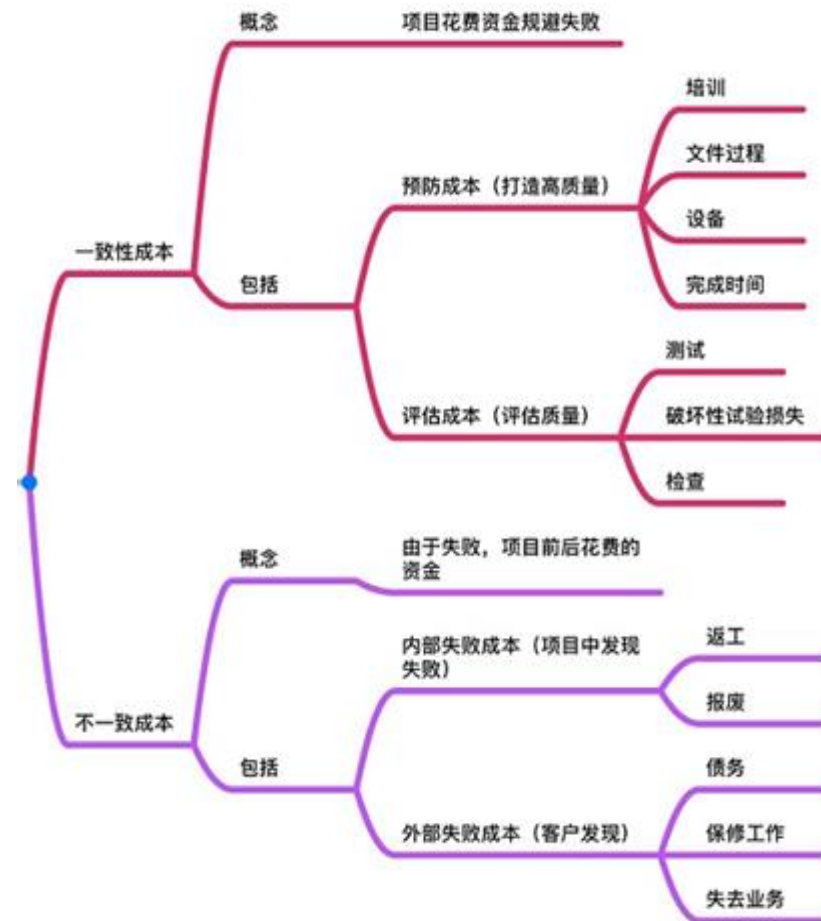 概念
项目花费资金规避失败
培训
文件过程
预防成本（打造高质量）
设备
一致性成本
包括
完成时间
测试
评估成本（评估质量）
破坏性试验损失
检查
概念
由于失败，项目前后花费的
资金
内部失败成本（项目中发现
失败）
返工
报废
不一致成本
包括
债务
外部失败成本（客户发现）
保修工作
失去业务